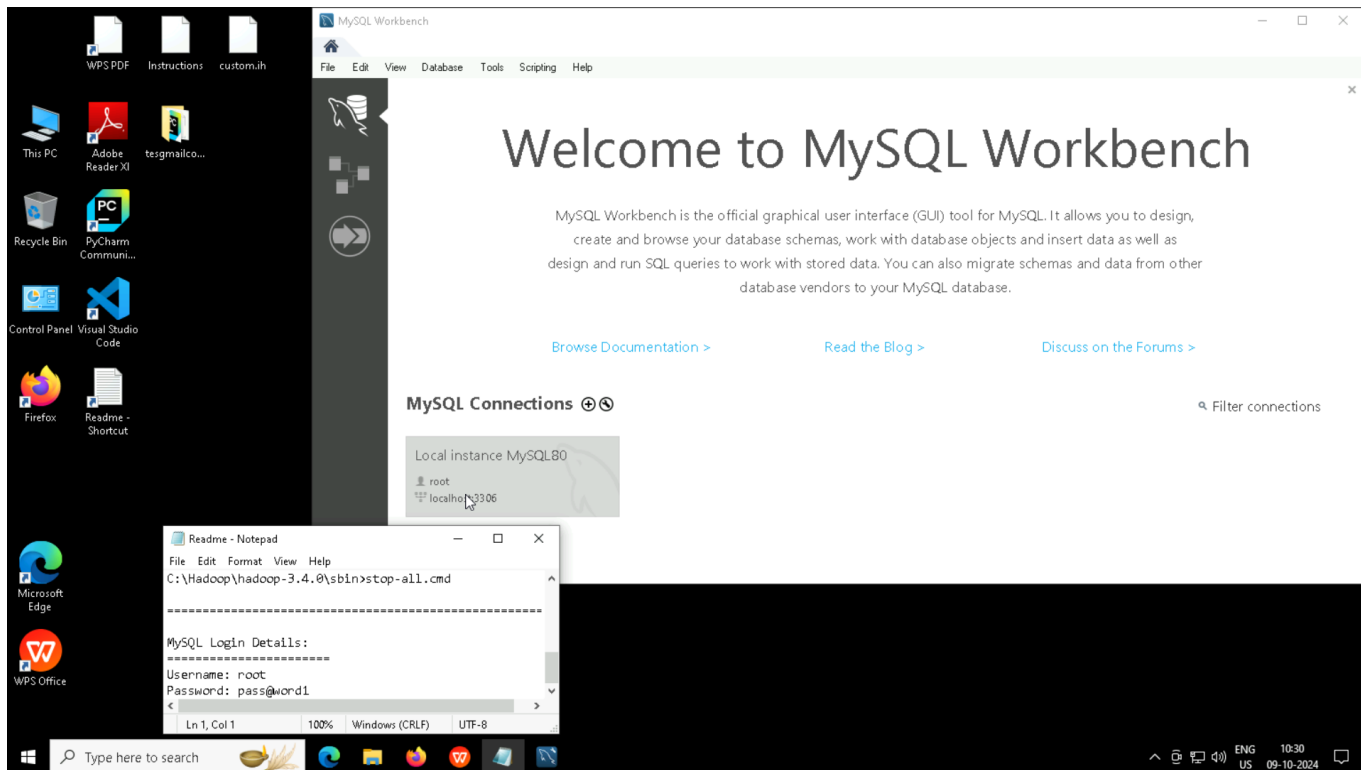 WPS PDF
Instructions
custom.ih
This PC
Adobe
Reader XI
tesgmailco...
Recycle Bin
PC
PyCharm
Communi...
Control Panel
Visual Studio
Code
Firefox
Readme -
Shortcut
Microsoft
Edge
WPS Office
MySQL Workbench
File Edit View Database Tools Scripting Help
Welcome to MySQL Workbench
MySQL Workbench is the official graphical user interface (GUI) tool for MySQL. It allows you to design,
create and browse your database schemas, work with database objects and insert data as well as
design and run SQL queries to work with stored data. You can also migrate schemas and data from other
database vendors to your MySQL database.
Browse Documentation >
Read the Blog >
Discuss on the Forums >
MySQL Connections
Filter connections
Local instance MySQL80
root
localhost:3306
Readme - Notepad
File Edit Format View Help
C:\Hadoop\hadoop-3.4.0\sbin>stop-all.cmd
=====================================================
MySQL Login Details:
=======================
Username: root
Password: pass@word1
Ln 1, Col 1 100% Windows (CRLF) UTF-8
Type here to search
ENG
US
10:30
09-10-2024